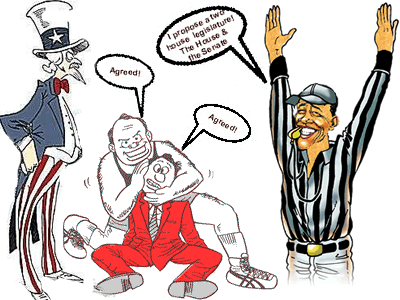 I propose a two
house legislature!
The House &
the Senate
Agreed!
Agreed!